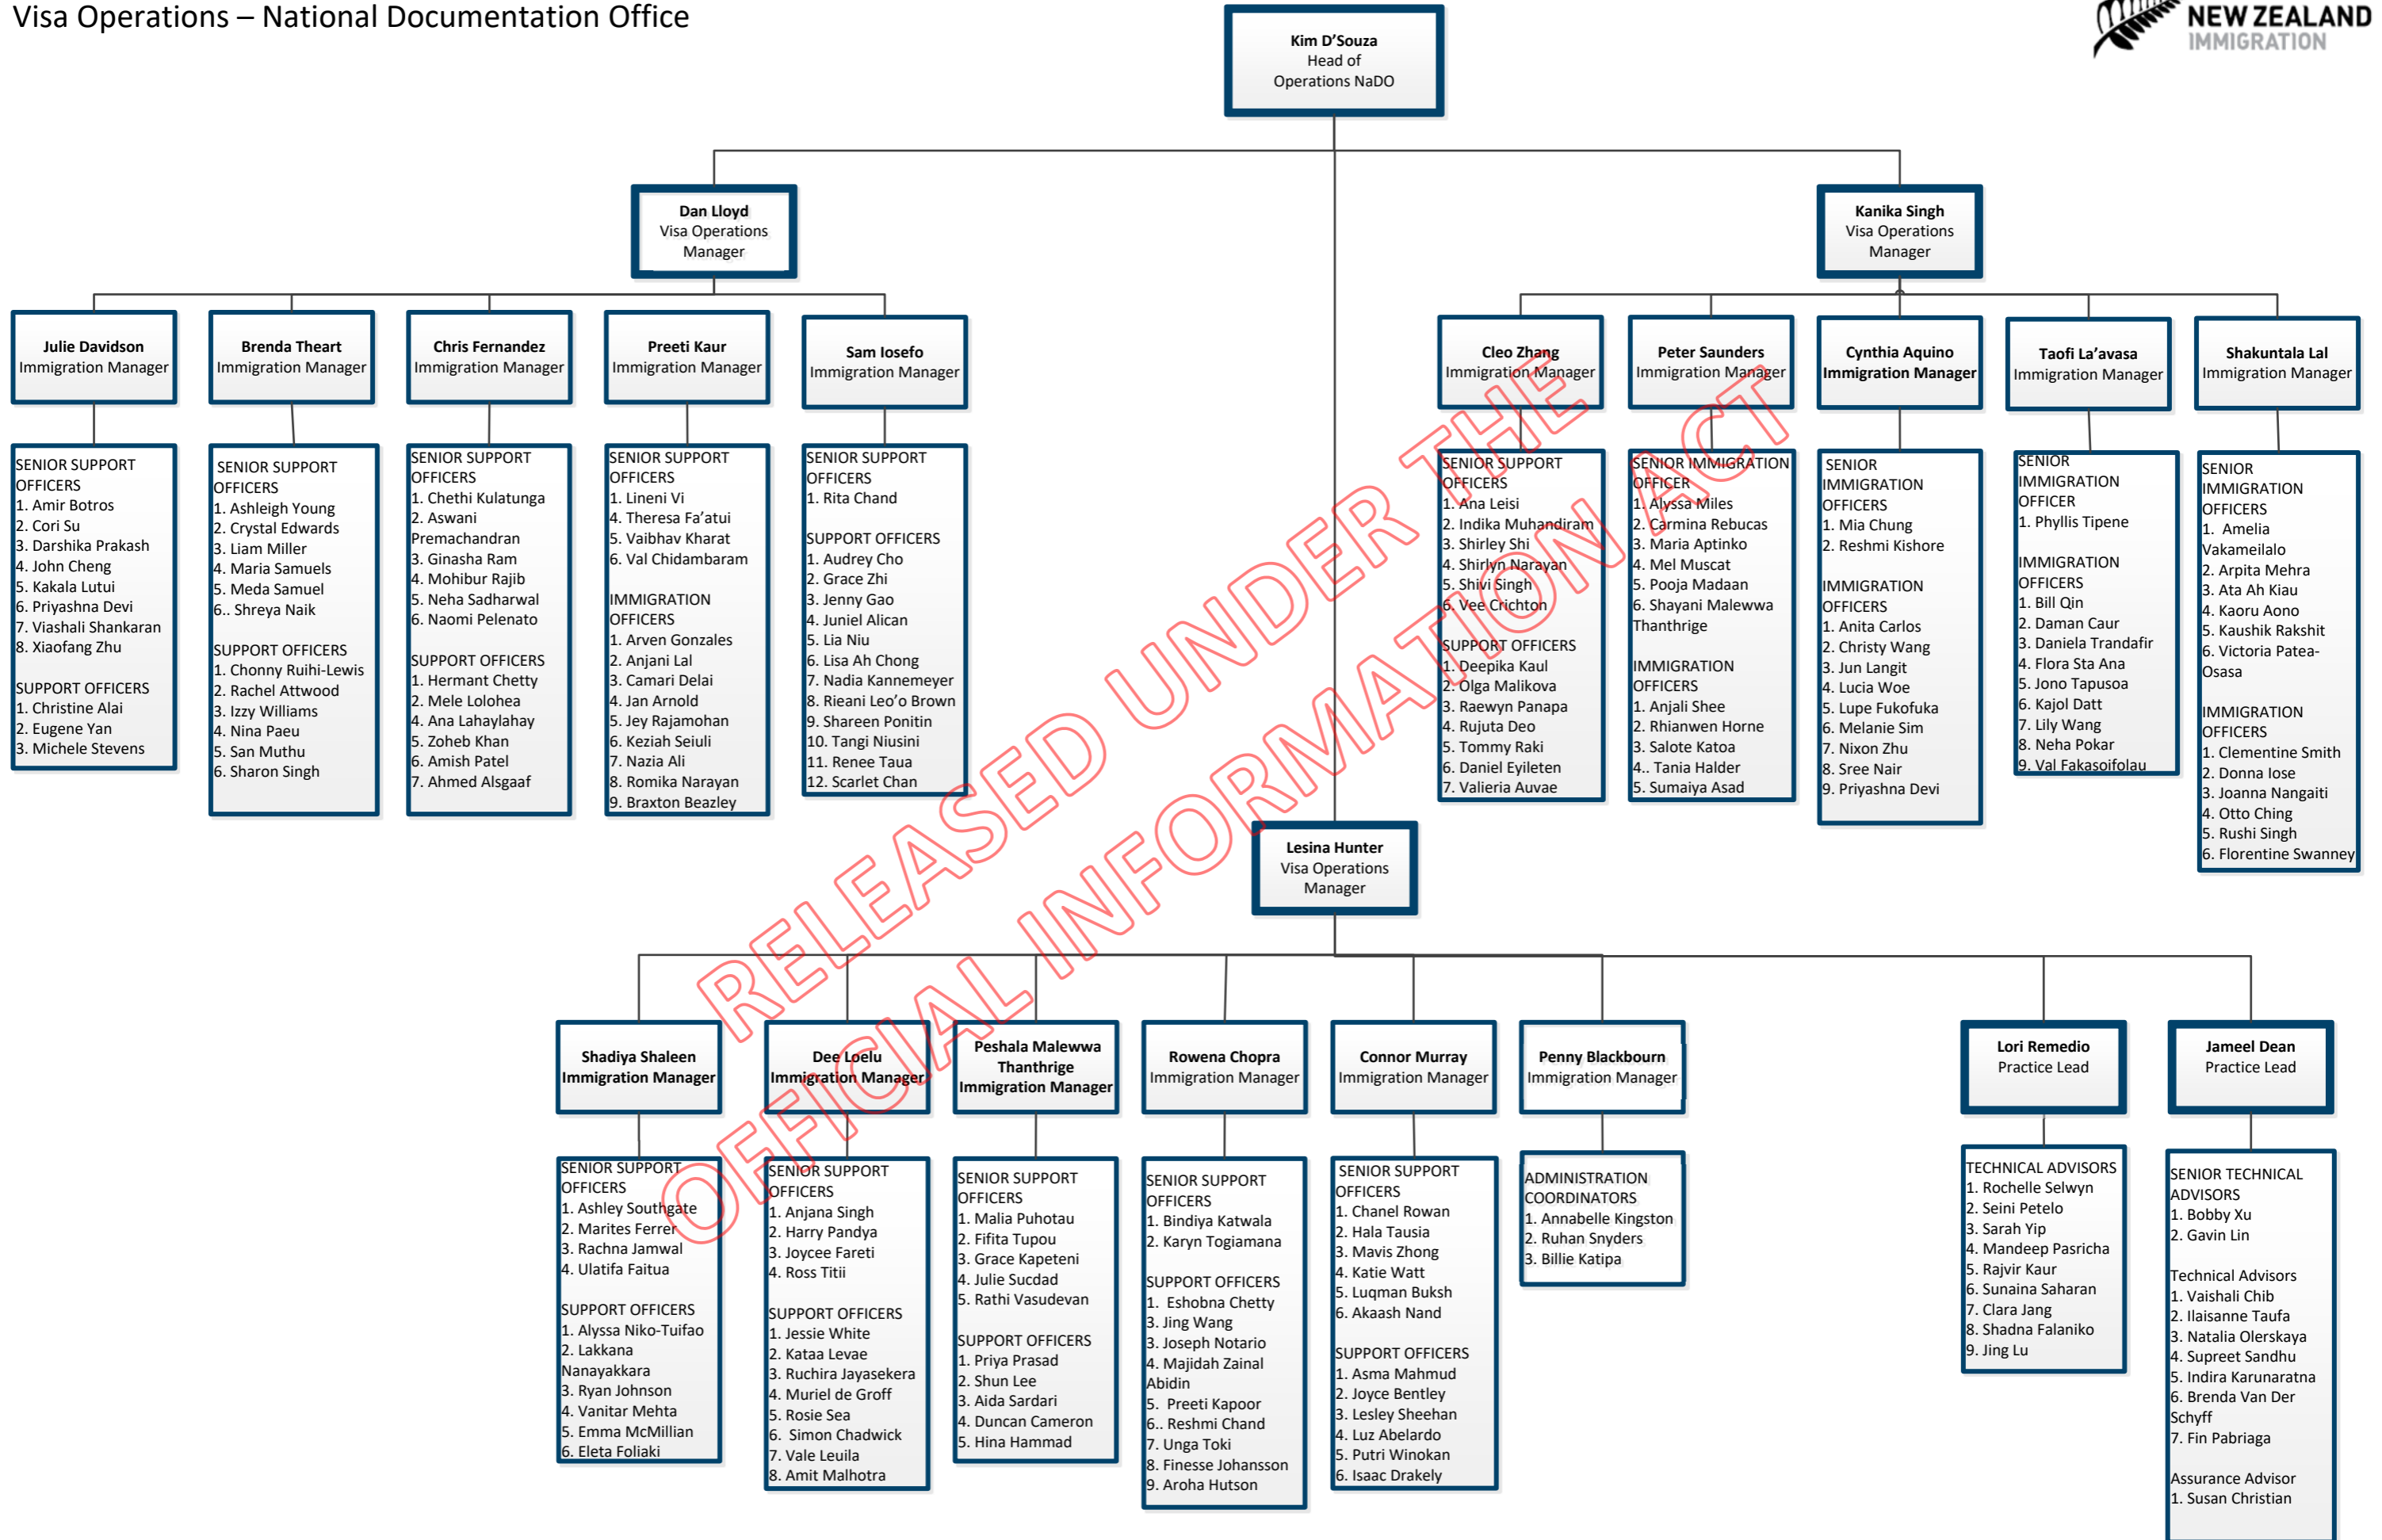 Visa Operations – National Documentation Office
NEW ZEALAND
IMMIGRATION
Kim D’Souza
Head of
Operations NaDO
Dan Lloyd
Visa Operations
Manager
Kanika Singh
Visa Operations
Manager
Julie Davidson
Immigration Manager
Brenda Theart
Immigration Manager
Chris Fernandez
Immigration Manager
Preeti Kaur
Immigration Manager
Sam Iosefo
Immigration Manager
Cleo Zhang
Immigration Manager
Peter Saunders
Immigration Manager
Cynthia Aquino
Immigration Manager
Taofi La’avasa
Immigration Manager
Shakuntala Lal
Immigration Manager
SENIOR SUPPORT
OFFICERS
1. Amir Botros
2. Cori Su
3. Darshika Prakash
4. John Cheng
5. Kakala Lutui
6. Priyashna Devi
7. Viashali Shankaran
8. Xiaofang Zhu
SUPPORT OFFICERS
1. Christine Alai
2. Eugene Yan
3. Michele Stevens
SENIOR SUPPORT
OFFICERS
1. Ashleigh Young
2. Crystal Edwards
3. Liam Miller
4. Maria Samuels
5. Meda Samuel
6.. Shreya Naik
SUPPORT OFFICERS
1. Chonny Ruihi-Lewis
2. Rachel Attwood
3. Izzy Williams
4. Nina Paeu
5. San Muthu
6. Sharon Singh
SENIOR SUPPORT
OFFICERS
1. Chethi Kulatunga
2. Aswani
Premachandran
3. Ginasha Ram
4. Mohibur Rajib
5. Neha Sadharwal
6. Naomi Pelenato
SUPPORT OFFICERS
1. Hermant Chetty
2. Mele Lolohea
4. Ana Lahaylahay
5. Zoheb Khan
6. Amish Patel
7. Ahmed Alsgaaf
SENIOR SUPPORT
OFFICERS
1. Lineni Vi
4. Theresa Fa’atui
5. Vaibhav Kharat
6. Val Chidambaram
IMMIGRATION
OFFICERS
1. Arven Gonzales
2. Anjani Lal
3. Camari Delai
4. Jan Arnold
5. Jey Rajamohan
6. Keziah Seiuli
7. Nazia Ali
8. Romika Narayan
9. Braxton Beazley
SENIOR SUPPORT
OFFICERS
1. Rita Chand
SUPPORT OFFICERS
1. Audrey Cho
2. Grace Zhi
3. Jenny Gao
4. Juniel Alican
5. Lia Niu
6. Lisa Ah Chong
7. Nadia Kannemeyer
8. Rieani Leo’o Brown
9. Shareen Ponitin
10. Tangi Niusini
11. Renee Taua
12. Scarlet Chan
SENIOR SUPPORT
OFFICERS
1. Ana Leisi
2. Indika Muhandiram
3. Shirley Shi
4. Shirlyn Narayan
5. Shivi Singh
6. Vee Crichton
SUPPORT OFFICERS
1. Deepika Kaul
2. Olga Malikova
3. Raewyn Panapa
4. Rujuta Deo
5. Tommy Raki
6. Daniel Eyileten
7. Valieria Auvae
SENIOR IMMIGRATION
OFFICER
1. Alyssa Miles
2. Carmina Rebucas
3. Maria Aptinko
4. Mel Muscat
5. Pooja Madaan
6. Shayani Malewwa
Thanthrige
IMMIGRATION
OFFICERS
1. Anjali Shee
2. Rhianwen Horne
3. Salote Katoa
4.. Tania Halder
5. Sumaiya Asad
SENIOR
IMMIGRATION
OFFICERS
1. Mia Chung
2. Reshmi Kishore
IMMIGRATION
OFFICERS
1. Anita Carlos
2. Christy Wang
3. Jun Langit
4. Lucia Woe
5. Lupe Fukofuka
6. Melanie Sim
7. Nixon Zhu
8. Sree Nair
9. Priyashna Devi
SENIOR
IMMIGRATION
OFFICER
1. Phyllis Tipene
IMMIGRATION
OFFICERS
1. Bill Qin
2. Daman Caur
3. Daniela Trandafir
4. Flora Sta Ana
5. Jono Tapusoa
6. Kajol Datt
7. Lily Wang
8. Neha Pokar
9. Val Fakasoifolau
SENIOR
IMMIGRATION
OFFICERS
1. Amelia
Vakameilalo
2. Arpita Mehra
3. Ata Ah Kiau
4. Kaoru Aono
5. Kaushik Rakshit
6. Victoria Patea-
Osasa
IMMIGRATION
OFFICERS
1. Clementine Smith
2. Donna Iose
3. Joanna Nangaiti
4. Otto Ching
5. Rushi Singh
6. Florentine Swanney
Lesina Hunter
Visa Operations
Manager
RELEASED UNDER THE
OFFICIAL INFORMATION ACT
Shadiya Shaleen
Immigration Manager
Dee Loelu
Immigration Manager
Peshala Malewwa
Thanthrige
Immigration Manager
Rowena Chopra
Immigration Manager
Connor Murray
Immigration Manager
Penny Blackbourn
Immigration Manager
Lori Remedio
Practice Lead
Jameel Dean
Practice Lead
SENIOR SUPPORT
OFFICERS
1. Ashley Southgate
2. Marites Ferrer
3. Rachna Jamwal
4. Ulatifa Faitua
SUPPORT OFFICERS
1. Alyssa Niko-Tuifao
2. Lakkana
Nanayakkara
3. Ryan Johnson
4. Vanitar Mehta
5. Emma McMillian
6. Eleta Foliaki
SENIOR SUPPORT
OFFICERS
1. Anjana Singh
2. Harry Pandya
3. Joycee Fareti
4. Ross Titii
SUPPORT OFFICERS
1. Jessie White
2. Kataa Levae
3. Ruchira Jayasekera
4. Muriel de Groff
5. Rosie Sea
6. Simon Chadwick
7. Vale Leuila
8. Amit Malhotra
SENIOR SUPPORT
OFFICERS
1. Malia Puhotau
2. Fifita Tupou
3. Grace Kapeteni
4. Julie Sucdad
5. Rathi Vasudevan
SUPPORT OFFICERS
1. Priya Prasad
2. Shun Lee
3. Aida Sardari
4. Duncan Cameron
5. Hina Hammad
SENIOR SUPPORT
OFFICERS
1. Bindiya Katwala
2. Karyn Togiamana
SUPPORT OFFICERS
1. Eshobna Chetty
3. Jing Wang
3. Joseph Notario
4. Majidah Zainal
Abidin
5. Preeti Kapoor
6.. Reshmi Chand
7. Unga Toki
8. Finesse Johansson
9. Aroha Hutson
SENIOR SUPPORT
OFFICERS
1. Chanel Rowan
2. Hala Tausia
3. Mavis Zhong
4. Katie Watt
5. Luqman Buksh
6. Akaash Nand
SUPPORT OFFICERS
1. Asma Mahmud
2. Joyce Bentley
3. Lesley Sheehan
4. Luz Abelardo
5. Putri Winokan
6. Isaac Drakely
ADMINISTRATION
COORDINATORS
1. Annabelle Kingston
2. Ruhan Snyders
3. Billie Katipa
TECHNICAL ADVISORS
1. Rochelle Selwyn
2. Seini Petelo
3. Sarah Yip
4. Mandeep Pasricha
5. Rajvir Kaur
6. Sunaina Saharan
7. Clara Jang
8. Shadna Falaniko
9. Jing Lu
SENIOR TECHNICAL
ADVISORS
1. Bobby Xu
2. Gavin Lin
Technical Advisors
1. Vaishali Chib
2. Ilaisanne Taufa
3. Natalia Olerskaya
4. Supreet Sandhu
5. Indira Karunaratna
6. Brenda Van Der
Schyff
7. Fin Pabriaga
Assurance Advisor
1. Susan Christian